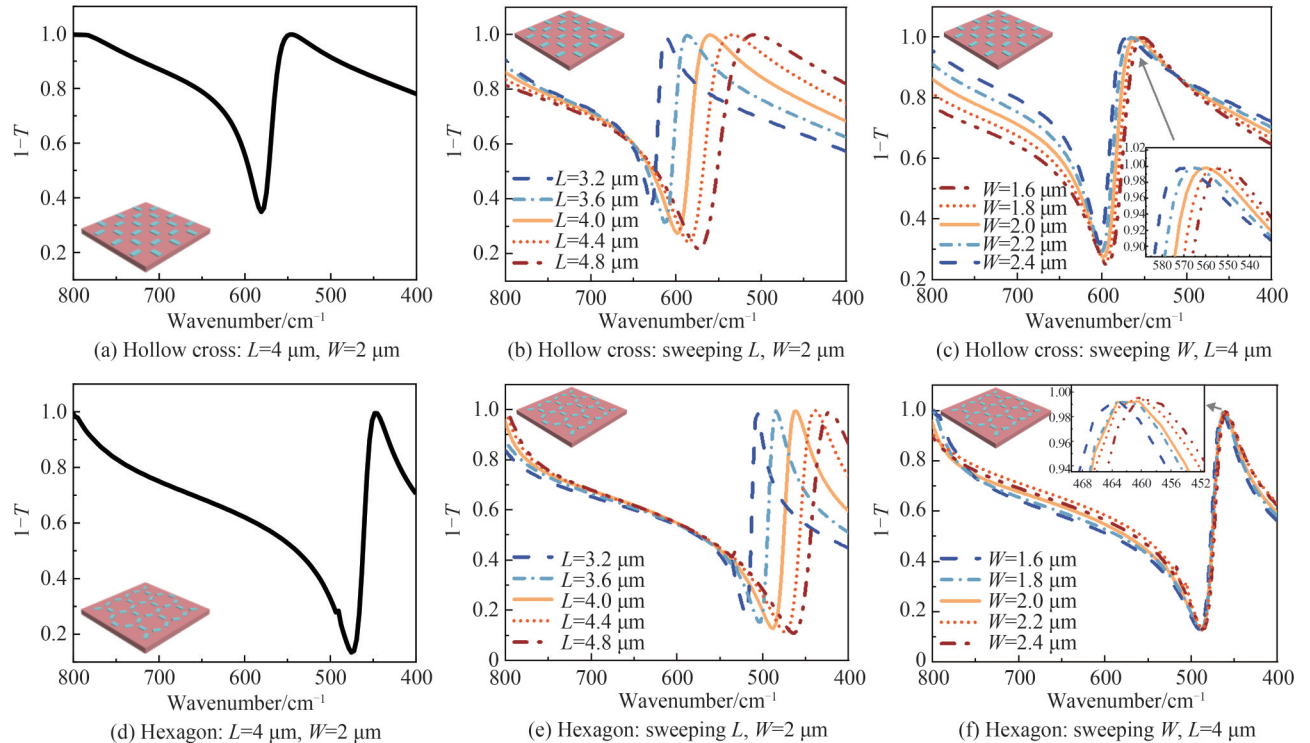 1.0
0.8
0.6
0.4
0.2
1−T
800 700 600 500 400
Wavenumber/cm⁻¹
(a) Hollow cross: L=4 μm, W=2 μm
1.0
0.8
0.6
0.4
0.2
0
1−T
L=3.2 μm
L=3.6 μm
L=4.0 μm
L=4.4 μm
L=4.8 μm
800 700 600 500 400
Wavenumber/cm⁻¹
(b) Hollow cross: sweeping L, W=2 μm
1.0
0.8
0.6
0.4
0.2
1−T
W=1.6 μm
W=1.8 μm
W=2.0 μm
W=2.2 μm
W=2.4 μm
1.02
1.00
0.98
0.96
0.94
0.92
0.90
580 570 560 550 540
800 700 600 500 400
Wavenumber/cm⁻¹
(c) Hollow cross: sweeping W, L=4 μm
1.0
0.8
0.6
0.4
0.2
1−T
800 700 600 500 400
Wavenumber/cm⁻¹
(d) Hexagon: L=4 μm, W=2 μm
1.0
0.8
0.6
0.4
0.2
0
1−T
L=3.2 μm
L=3.6 μm
L=4.0 μm
L=4.4 μm
L=4.8 μm
800 700 600 500 400
Wavenumber/cm⁻¹
(e) Hexagon: sweeping L, W=2 μm
1.0
0.8
0.6
0.4
0.2
0
1−T
1.00
0.99
0.98
0.97
0.96
0.95
0.94
468 464 460 456 452
W=1.6 μm
W=1.8 μm
W=2.0 μm
W=2.2 μm
W=2.4 μm
800 700 600 500 400
Wavenumber/cm⁻¹
(f) Hexagon: sweeping W, L=4 μm